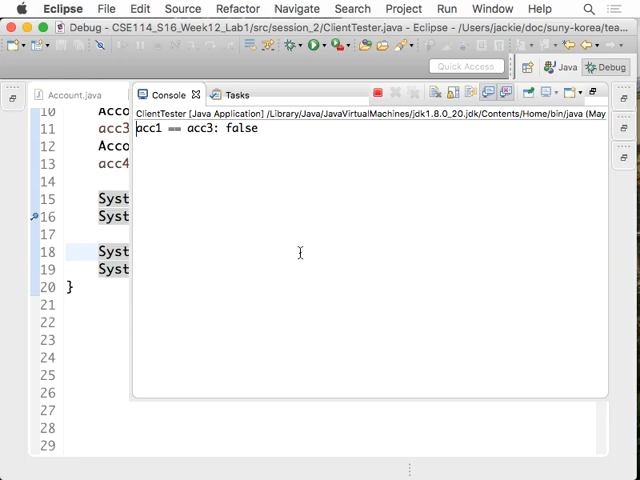 Eclipse File Edit Source Refactor Navigate Search Project Run Window Help
Debug - CSE114_S16_Week12_Lab1/src/session_2/ClientTester.java - Eclipse - /Users/jackie/doc/suny-korea/tea...
Quick Access
Java
Debug
Account.java
Console
Tasks
ClientTester [Java Application] /Library/Java/JavaVirtualMachines/jdk1.8.0_20.jdk/Contents/Home/bin/java (May
acc1 == acc3: false
10 Acco
11 acc3
12 Acco
13 acc4
14
15 Syst
16 Syst
17
18 Syst
19 Syst
20 }
21
22
23
24
25
26
27
28
29